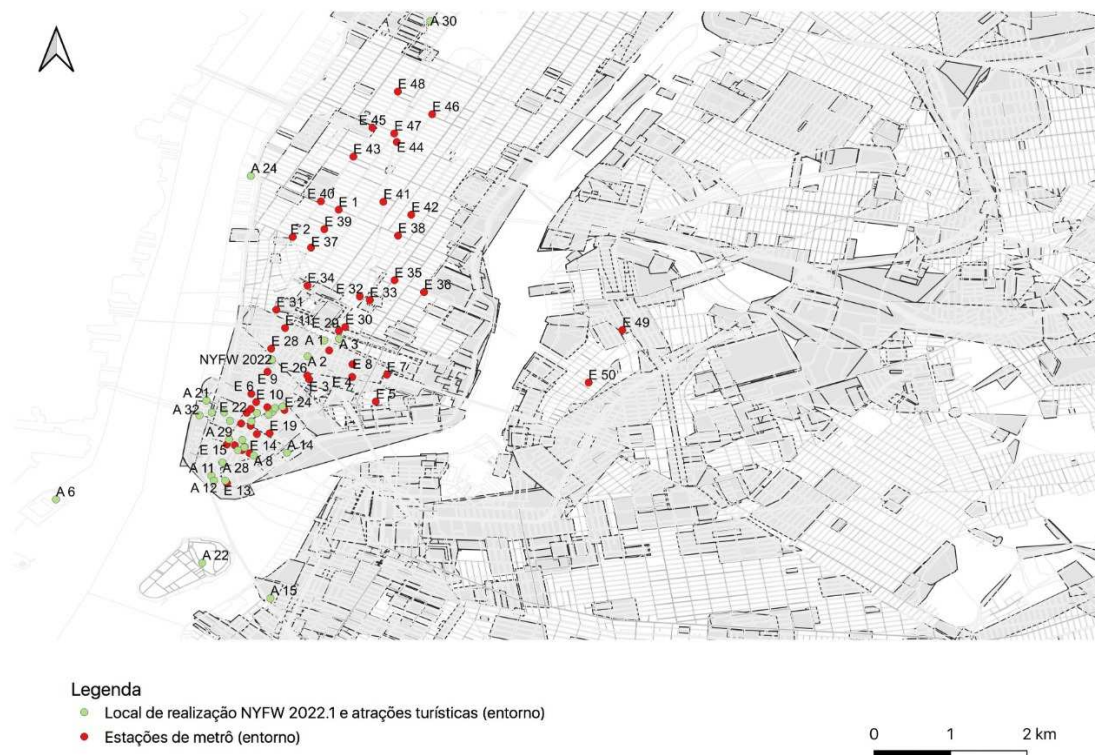 A 30
E 48
E 46
E 45
E 47
E 44
E 43
A 24
E 40
E 1
E 41
E 42
E 39
E 2
E 37
E 38
E 34
E 35
E 32
E 33
E 36
E 31
E 11
E 29
E 30
A 1
A 3
E 49
E 28
NYFW 2022
A 2
E 26
E 8
E 9
E 3
E 4
E 7
E 50
E 6
E 10
A 21
A 32
E 22
E 24
E 5
A 29
E 19
E 15
E 14
A 14
A 8
A 11
A 28
A 12
E 13
A 6
A 22
A 15
Legenda
Local de realização NYFW 2022.1 e atrações turísticas (entorno)
Estações de metrô (entorno)
0 1 2 km